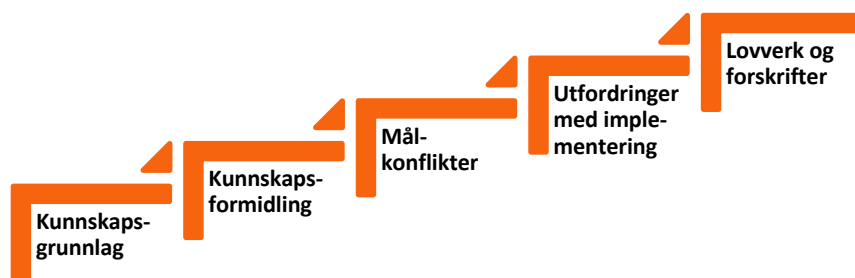 Kunnskaps-
grunnlag
Kunnskaps-
formidling
Mål-
konflikter
Utfordringer
med imple-
mentering
Lovverk og
forskrifter